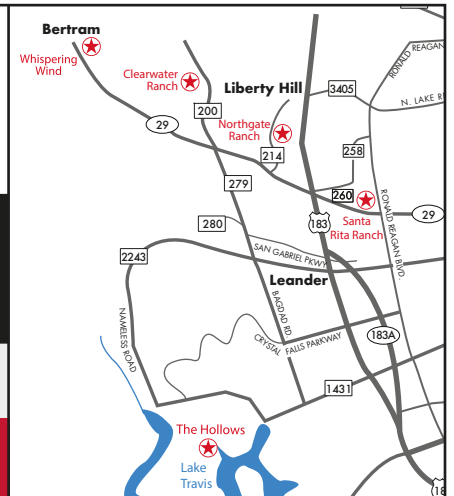 Bertram
Whispering
Wind
Clearwater
Ranch
Liberty Hill
RONALD REAGAN
3405
N. LAKE
200
29
Northgate
Ranch
214
258
279
260
RONALD REAGAN BLVD.
280
183
Santa
Rita Ranch
29
2243
SAN GABRIEL PKWY.
Leander
NAMELESS ROAD
BAGDAD RD.
CRYSTAL FALLS PARKWAY
183A
1431
The Hollows
Lake
Travis
18